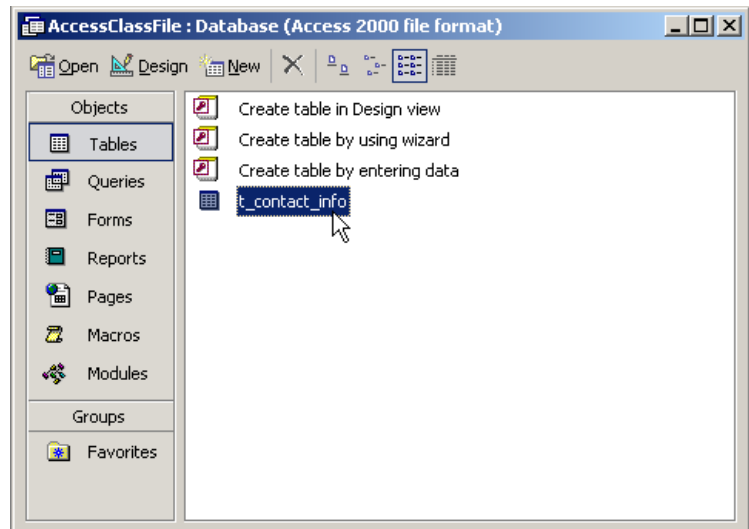 AccessClassFile : Database (Access 2000 file format)
Open Design New
Objects
Tables
Queries
Forms
Reports
Pages
Macros
Modules
Groups
Favorites
Create table in Design view
Create table by using wizard
Create table by entering data
t_contact_info